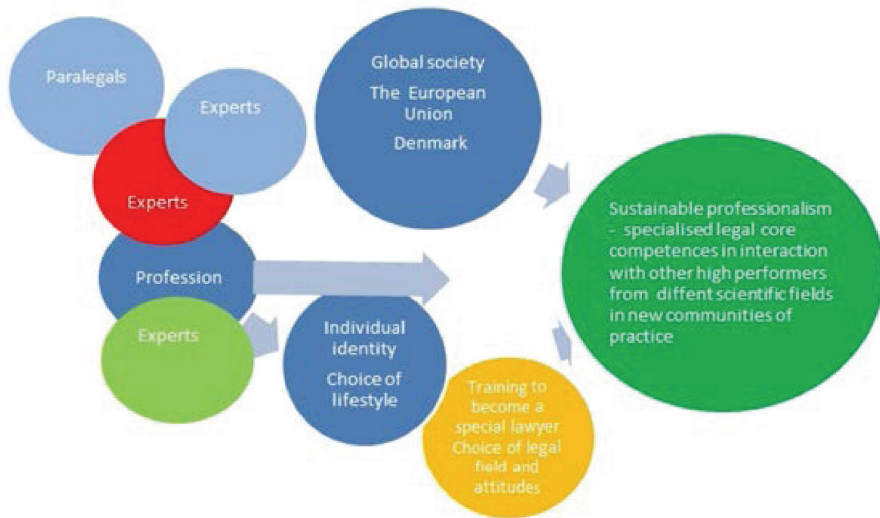 Paralegals
Experts
Experts
Profession
Experts
Global society
The European
Union
Denmark
Individual
identity
Choice of
lifestyle
Training to
become a
special lawyer
Choice of legal
field and
attitudes
Sustainable professionalism
- specialised legal core
competences in interaction
with other high performers
from diffent scientific fields
in new communities of
practice